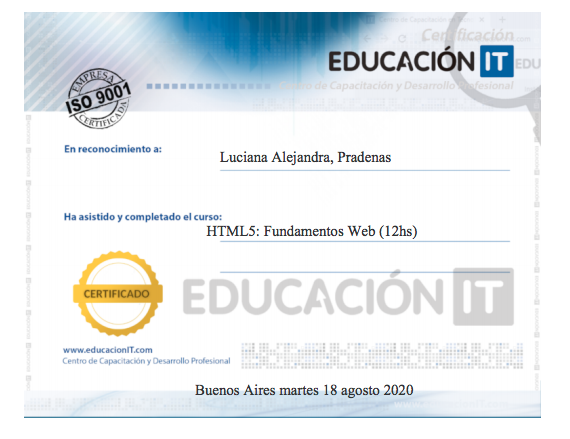 Certificación
EDUCACIÓN IT
Centro de Capacitación y Desarrollo Profesional
EMPRESA
ISO 9001
CERTIFICADA
En reconocimiento a:
Luciana Alejandra, Pradenas
Ha asistido y completado el curso:
HTML5: Fundamentos Web (12hs)
CERTIFICADO
EDUCACIÓN IT
www.educacionIT.com
Centro de Capacitación y Desarrollo Profesional
Buenos Aires martes 18 agosto 2020